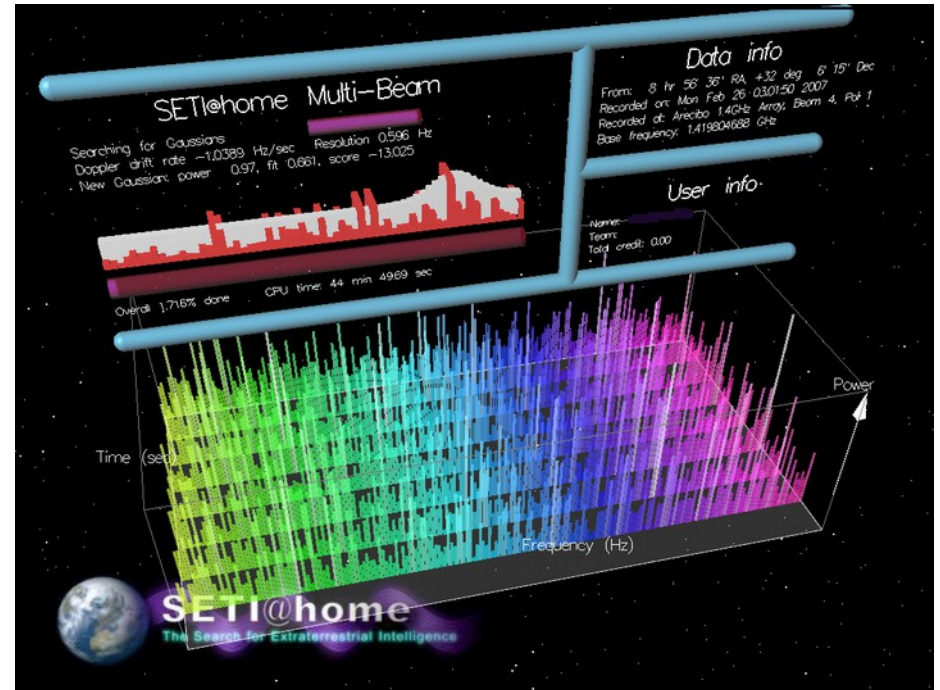 SETI@home Multi-Beam
Searching for Gaussians
Doppler drift rate -1.0389 Hz/sec Resolution 0.596 Hz
New Gaussian: power 0.97, fit 0.661, score -13.025
Overall 1.716% done CPU time: 44 min 49.69 sec
Data info
From: 8 hr 56' 36" RA, +32 deg 6' 15" Dec
Recorded on: Mon Feb 26 03:01:50 2007
Recorded at: Arecibo 1.4GHz Array, Beam 4, Pol 1
Base frequency: 1.419804688 GHz
User info
Name:
Team:
Total credit: 0.00
Power
Time (sec)
Frequency (Hz)
SETI@home
The Search for Extraterrestrial Intelligence